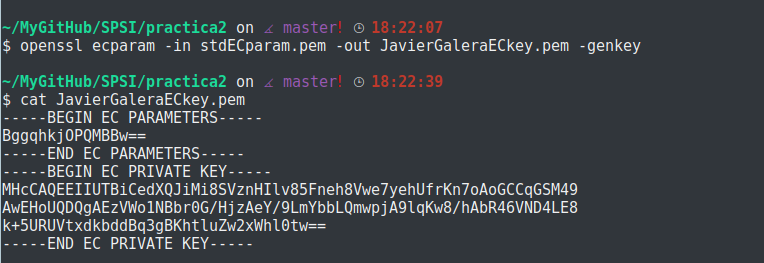 ~/MyGitHub/SPSI/practica2 on master! 18:22:07
$ openssl ecparam -in stdECparam.pem -out JavierGaleraECkey.pem -genkey
~/MyGitHub/SPSI/practica2 on master! 18:22:39
$ cat JavierGaleraECkey.pem
-----BEGIN EC PARAMETERS-----
BggqhkjOPQMBBw==
-----END EC PARAMETERS-----
-----BEGIN EC PRIVATE KEY-----
MHcCAQEEIIUTBiCedXQJiMi8SVznHIlv85Fneh8Vwe7yehUfrKn7oAoGCCqGSM49
AwEHoUQDQgAEzVWo1NBbr0G/HjzAeY/9LmYbbLQmwpjA9lqKw8/hAbR46VND4LE8
k+5URUVtxdkbddBq3gBKhtluZw2xWhl0tw==
-----END EC PRIVATE KEY-----